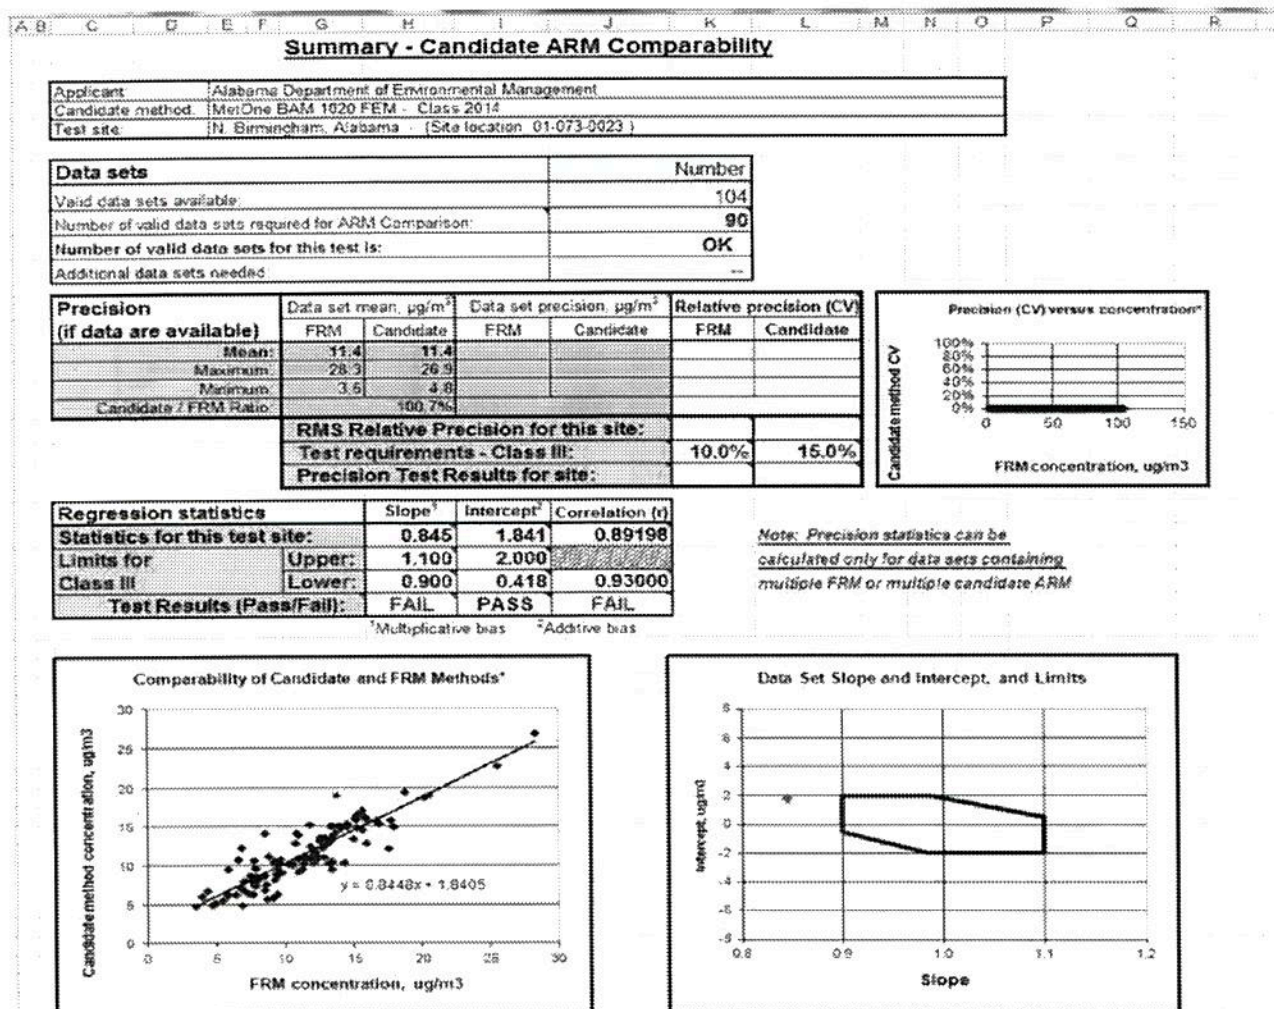 A B C D E F G H I J K L M N O P Q R
Summary - Candidate ARM Comparability
Applicant: Alabama Department of Environmental Management
Candidate method: MetOne BAM 1020 FEM - Class 2014
Test site: N. Birmingham, Alabama - (Site location 01-073-0023 )
Data sets Number
Valid data sets available: 104
Number of valid data sets required for ARM Comparison: 90
Number of valid data sets for this test is: OK
Additional data sets needed: --
Precision Data set mean, µg/m³ Data set precision, µg/m³ Relative precision (CV)
(if data are available) FRM Candidate FRM Candidate FRM Candidate
Mean: 11.4 11.4
Maximum: 28.3 26.9
Minimum: 3.5 4.8
Candidate / FRM Ratio: 100.7%
RMS Relative Precision for this site:
Test requirements - Class III: 10.0% 15.0%
Precision Test Results for site:
Precision (CV) versus concentration*
Candidate method CV
100%
80%
60%
40%
20%
0%
0 50 100 150
FRM concentration, ug/m3
Regression statistics Slope¹ Intercept² Correlation (r)
Statistics for this test site: 0.845 1.841 0.89198
Limits for Upper: 1.100 2.000
Class III Lower: 0.900 0.418 0.93000
Test Results (Pass/Fail): FAIL PASS FAIL
¹Multiplicative bias ²Additive bias
Note: Precision statistics can be
calculated only for data sets containing
multiple FRM or multiple candidate ARM
Comparability of Candidate and FRM Methods*
Candidate method concentration, ug/m3
30
25
20
15
10
5
0
y = 0.8448x + 1.8405
0 5 10 15 20 25 30
FRM concentration, ug/m3
Data Set Slope and Intercept, and Limits
Intercept, ug/m3
8
6
4
2
0
-2
-4
-6
-8
0.8 0.9 1.0 1.1 1.2
Slope